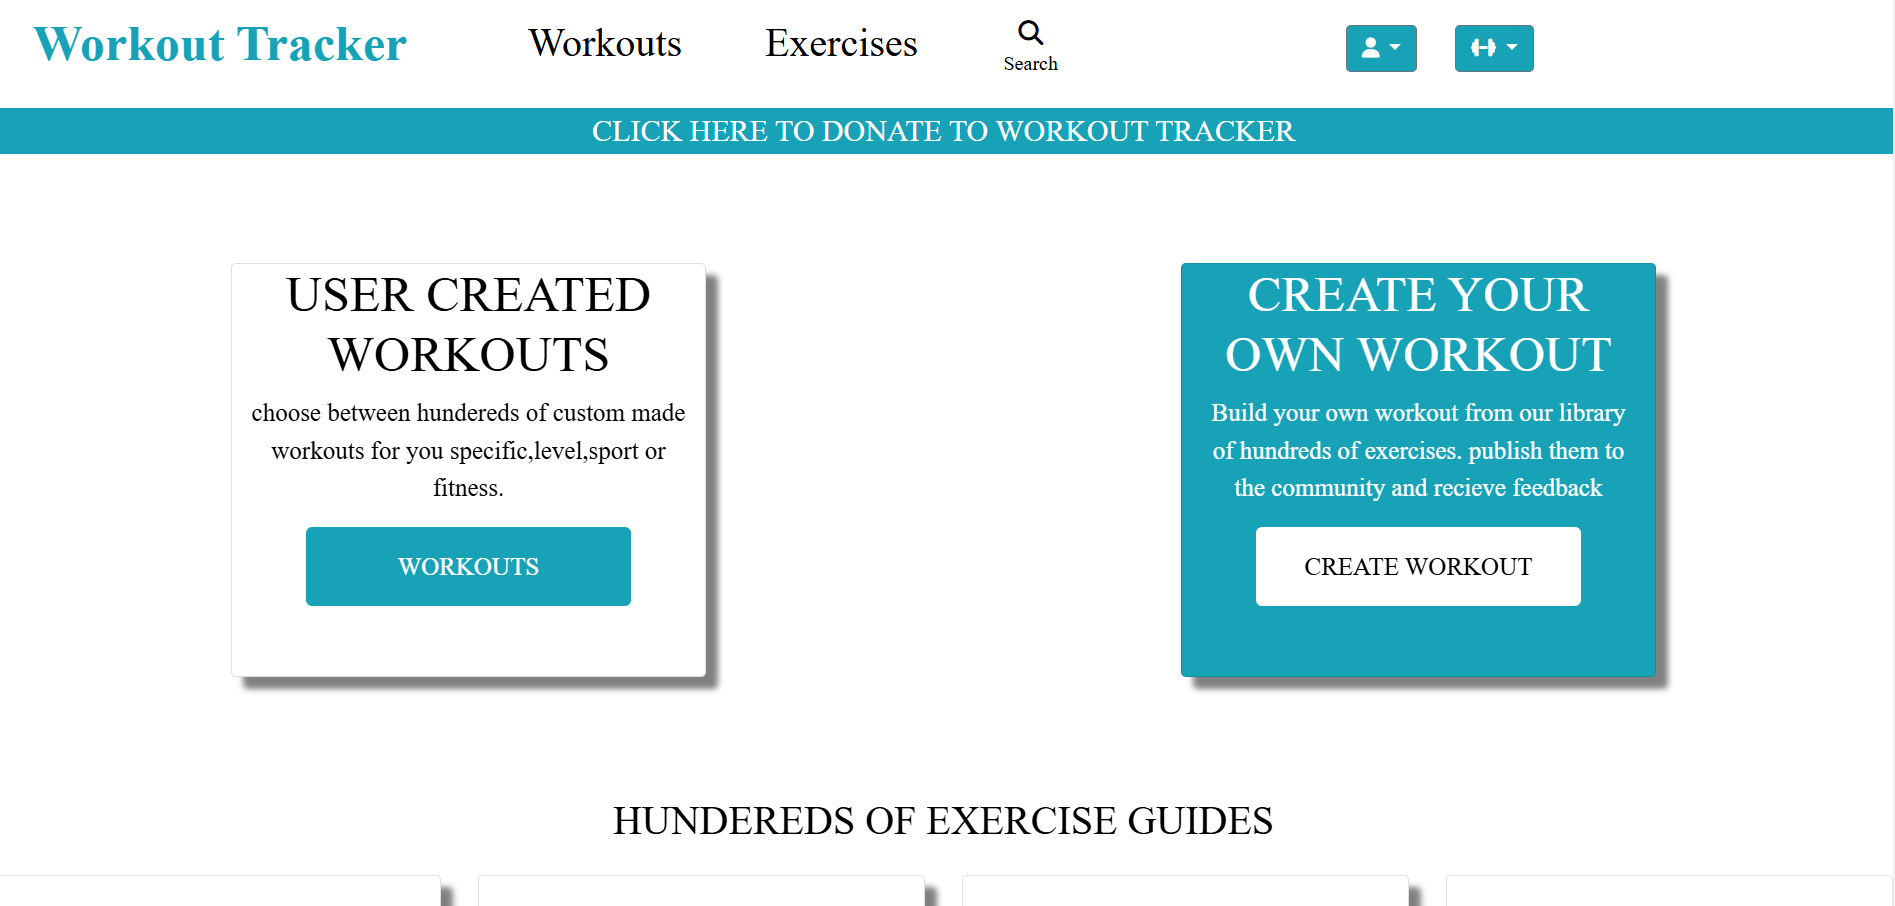 Workout Tracker
Workouts
Exercises
Search
CLICK HERE TO DONATE TO WORKOUT TRACKER
USER CREATED
WORKOUTS
choose between hundereds of custom made
workouts for you specific,level,sport or
fitness.
WORKOUTS
CREATE YOUR
OWN WORKOUT
Build your own workout from our library
of hundreds of exercises. publish them to
the community and recieve feedback
CREATE WORKOUT
HUNDEREDS OF EXERCISE GUIDES